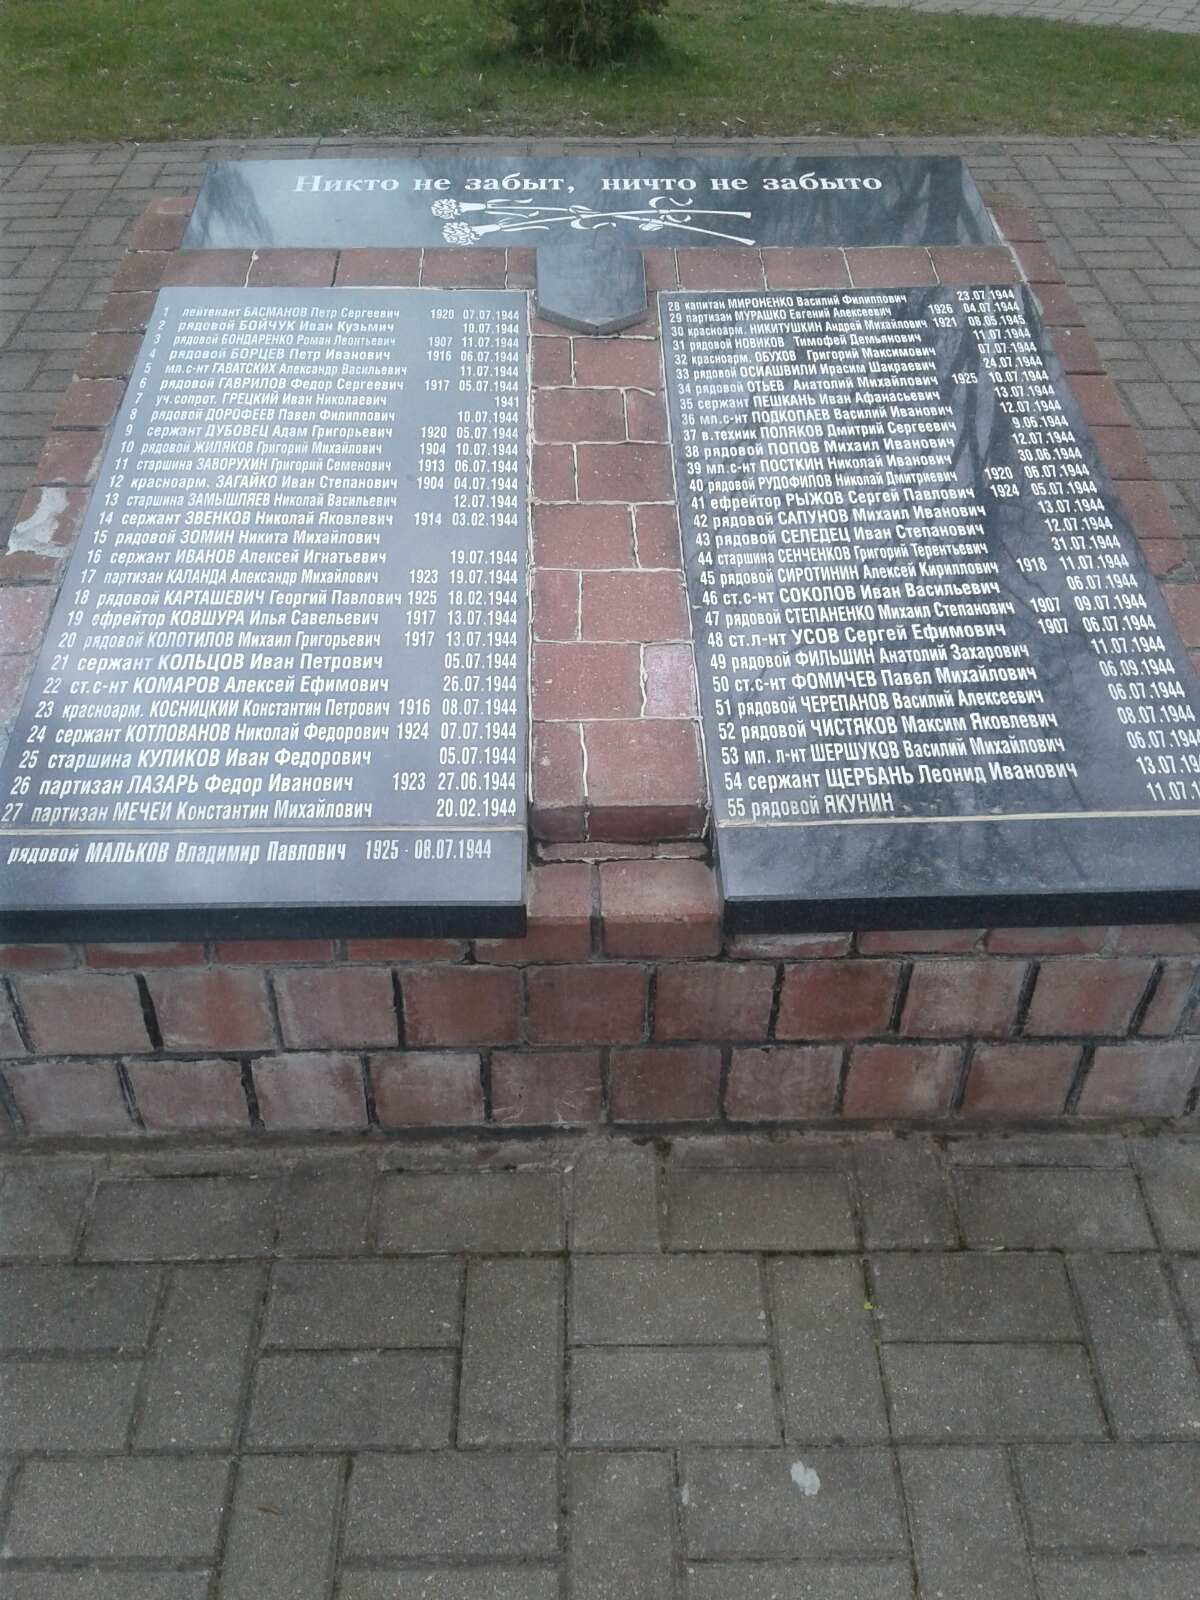 Никто не забыт, ничто не забыто
1 лейтенант БАСМАНОВ Петр Сергеевич 1920 07.07.1944
2 рядовой БОЙЧУК Иван Кузьмич 10.07.1944
3 рядовой БОНДАРЕНКО Роман Леонтьевич 1907 11.07.1944
4 рядовой БОРЦЕВ Петр Иванович 1916 06.07.1944
5 мл.с-нт ГАВАТСКИХ Александр Васильевич 11.07.1944
6 рядовой ГАВРИЛОВ Федор Сергеевич 1917 05.07.1944
7 уч.сопрот. ГРЕЦКИЙ Иван Николаевич 1941
8 рядовой ДОРОФЕЕВ Павел Филиппович 10.07.1944
9 сержант ДУБОВЕЦ Адам Григорьевич 1920 05.07.1944
10 рядовой ЖИЛЯКОВ Григорий Михайлович 1904 10.07.1944
11 старшина ЗАВОРУХИН Григорий Семенович 1913 06.07.1944
12 красноарм. ЗАГАЙКО Иван Степанович 1904 04.07.1944
13 старшина ЗАМЫШЛЯЕВ Николай Васильевич 12.07.1944
14 сержант ЗВЕНКОВ Николай Яковлевич 1914 03.02.1944
15 рядовой ЗОМИН Никита Михайлович
16 сержант ИВАНОВ Алексей Игнатьевич 19.07.1944
17 партизан КАЛАНДА Александр Михайлович 1923 19.07.1944
18 рядовой КАРТАШЕВИЧ Георгий Павлович 1925 18.02.1944
19 ефрейтор КОВШУРА Илья Савельевич 1917 13.07.1944
20 рядовой КОЛОТИЛОВ Михаил Григорьевич 1917 13.07.1944
21 сержант КОЛЬЦОВ Иван Петрович 05.07.1944
22 ст.с-нт КОМАРОВ Алексей Ефимович 26.07.1944
23 красноарм. КОСНИЦКИЙ Константин Петрович 1916 08.07.1944
24 сержант КОТЛОВАНОВ Николай Федорович 1924 07.07.1944
25 старшина КУЛИКОВ Иван Федорович 05.07.1944
26 партизан ЛАЗАРЬ Федор Иванович 1923 27.06.1944
27 партизан МЕЧЕЙ Константин Михайлович 20.02.1944
рядовой МАЛЬКОВ Владимир Павлович 1925 - 08.07.1944
28 капитан МИРОНЕНКО Василий Филиппович 23.07.1944
29 партизан МУРАШКО Евгений Алексеевич 1926 04.07.1944
30 красноарм. НИКИТУШКИН Андрей Михайлович 1921 08.05.1945
31 рядовой НОВИКОВ Тимофей Демьянович 11.07.1944
32 красноарм. ОБУХОВ Григорий Максимович 07.07.1944
33 рядовой ОСИАШВИЛИ Ирасим Шакраевич 24.07.1944
34 рядовой ОТЬЕВ Анатолий Михайлович 1925 10.07.1944
35 сержант ПЕШКАНЬ Иван Афанасьевич 13.07.1944
36 мл.с-нт ПОДКОПАЕВ Василий Иванович 12.07.1944
37 в.техник ПОЛЯКОВ Дмитрий Сергеевич 9.06.1944
38 рядовой ПОПОВ Михаил Иванович 12.07.1944
39 мл.с-нт ПОСТКИН Николай Иванович 30.06.1944
40 рядовой РУДОФИЛОВ Николай Дмитриевич 1920 06.07.1944
41 ефрейтор РЫЖОВ Сергей Павлович 1924 05.07.1944
42 рядовой САПУНОВ Михаил Иванович 13.07.1944
43 рядовой СЕЛЕДЕЦ Иван Степанович 12.07.1944
44 старшина СЕНЧЕНКОВ Григорий Терентьевич 31.07.1944
45 рядовой СИРОТИНИН Алексей Кириллович 1918 11.07.1944
46 ст.с-нт СОКОЛОВ Иван Васильевич 06.07.1944
47 рядовой СТЕПАНЕНКО Михаил Степанович 1907 09.07.1944
48 ст.л-нт УСОВ Сергей Ефимович 1907 06.07.1944
49 рядовой ФИЛЬШИН Анатолий Захарович 11.07.1944
50 ст.с-нт ФОМИЧЕВ Павел Михайлович 06.09.1944
51 рядовой ЧЕРЕПАНОВ Василий Алексеевич 06.07.1944
52 рядовой ЧИСТЯКОВ Максим Яковлевич 08.07.1944
53 мл. л-нт ШЕРШУКОВ Василий Михайлович 06.07.1944
54 сержант ЩЕРБАНЬ Леонид Иванович 13.07.194
55 рядовой ЯКУНИН 11.07.1